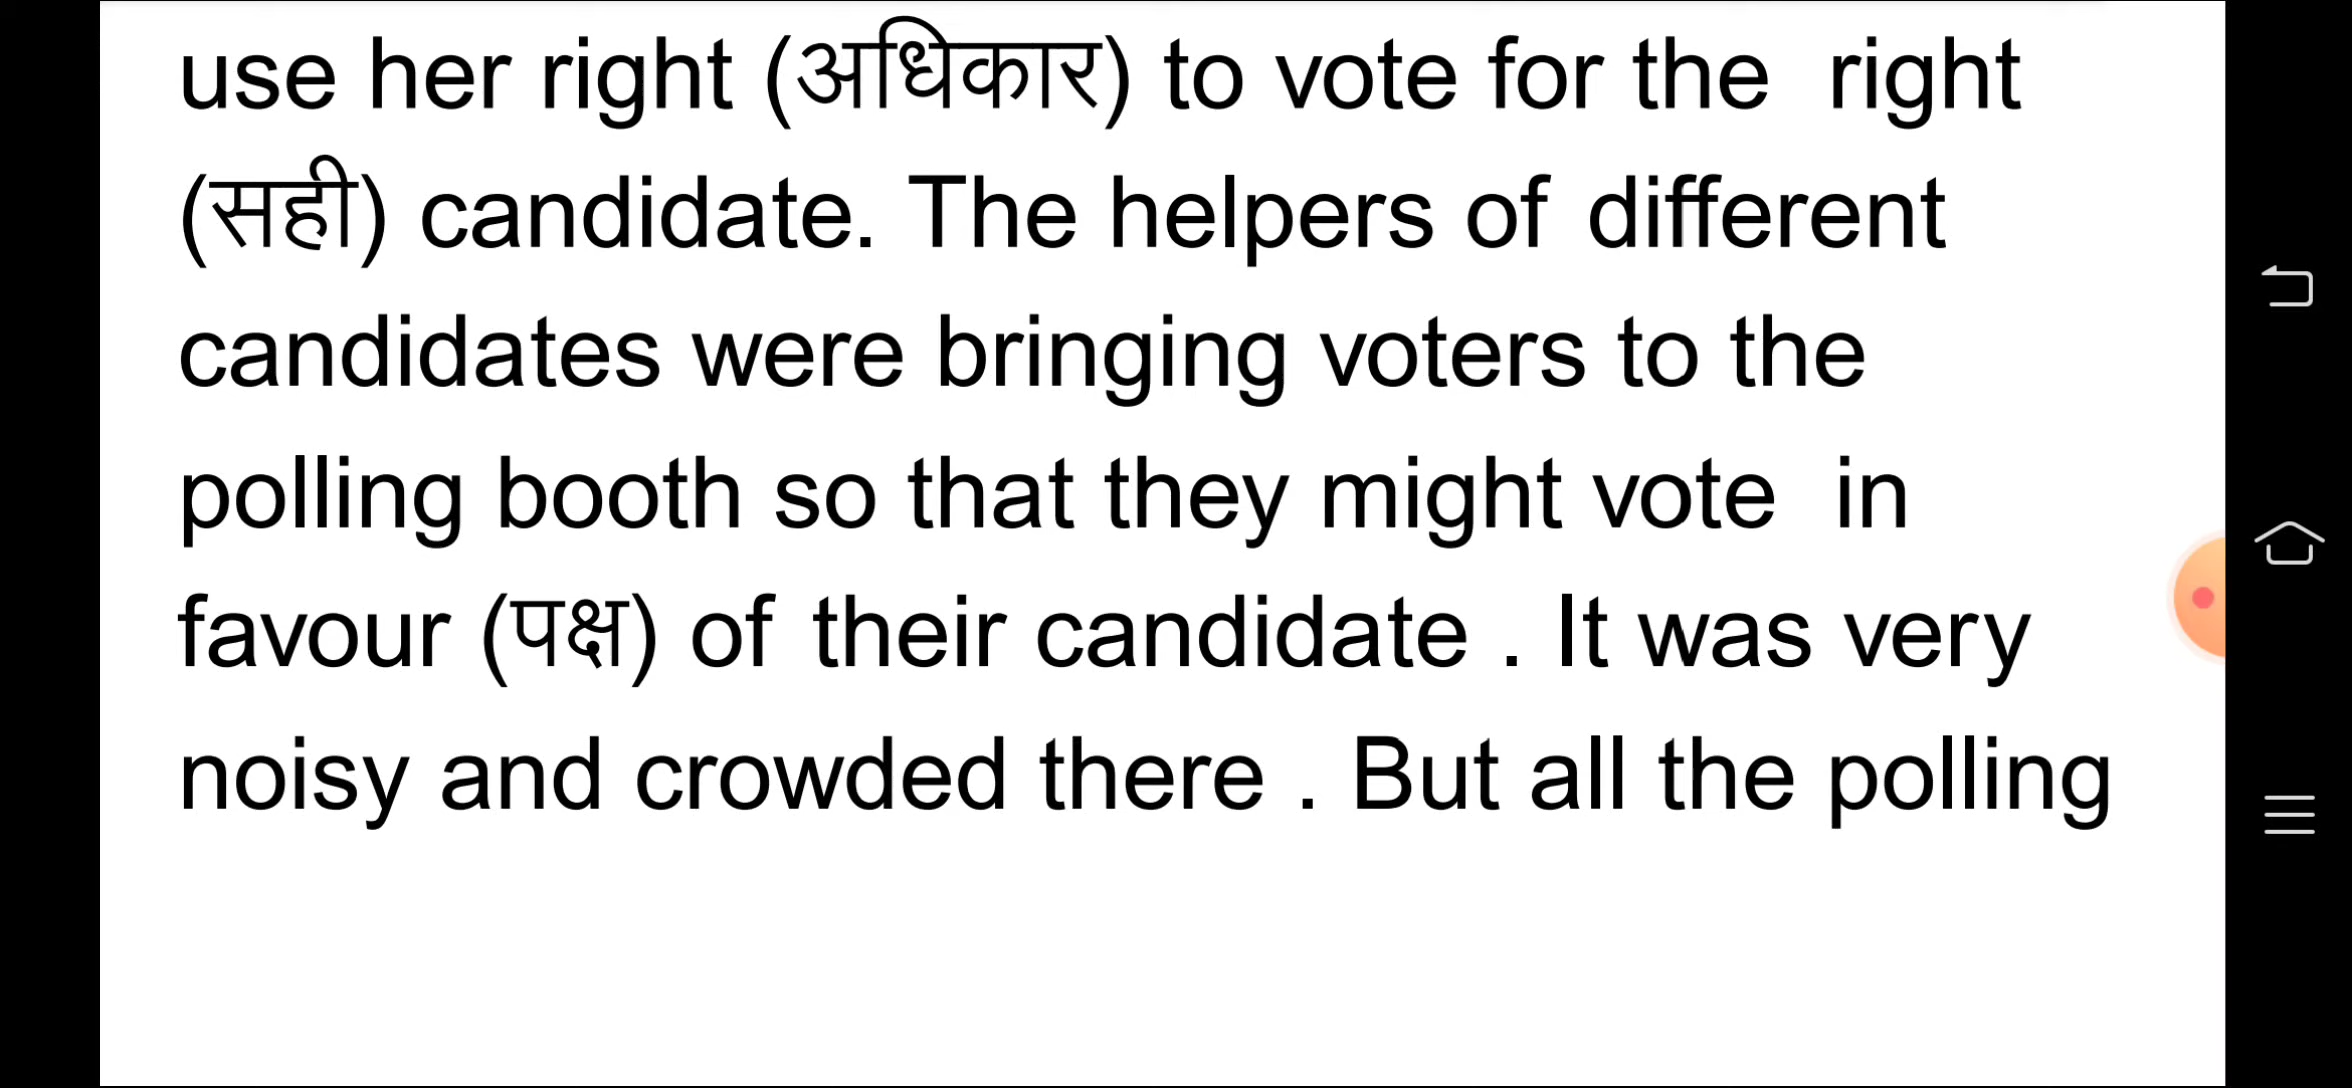 use her right (अधिकार) to vote for the right
(सही) candidate. The helpers of different
candidates were bringing voters to the
polling booth so that they might vote in
favour (पक्ष) of their candidate . It was very
noisy and crowded there . But all the polling